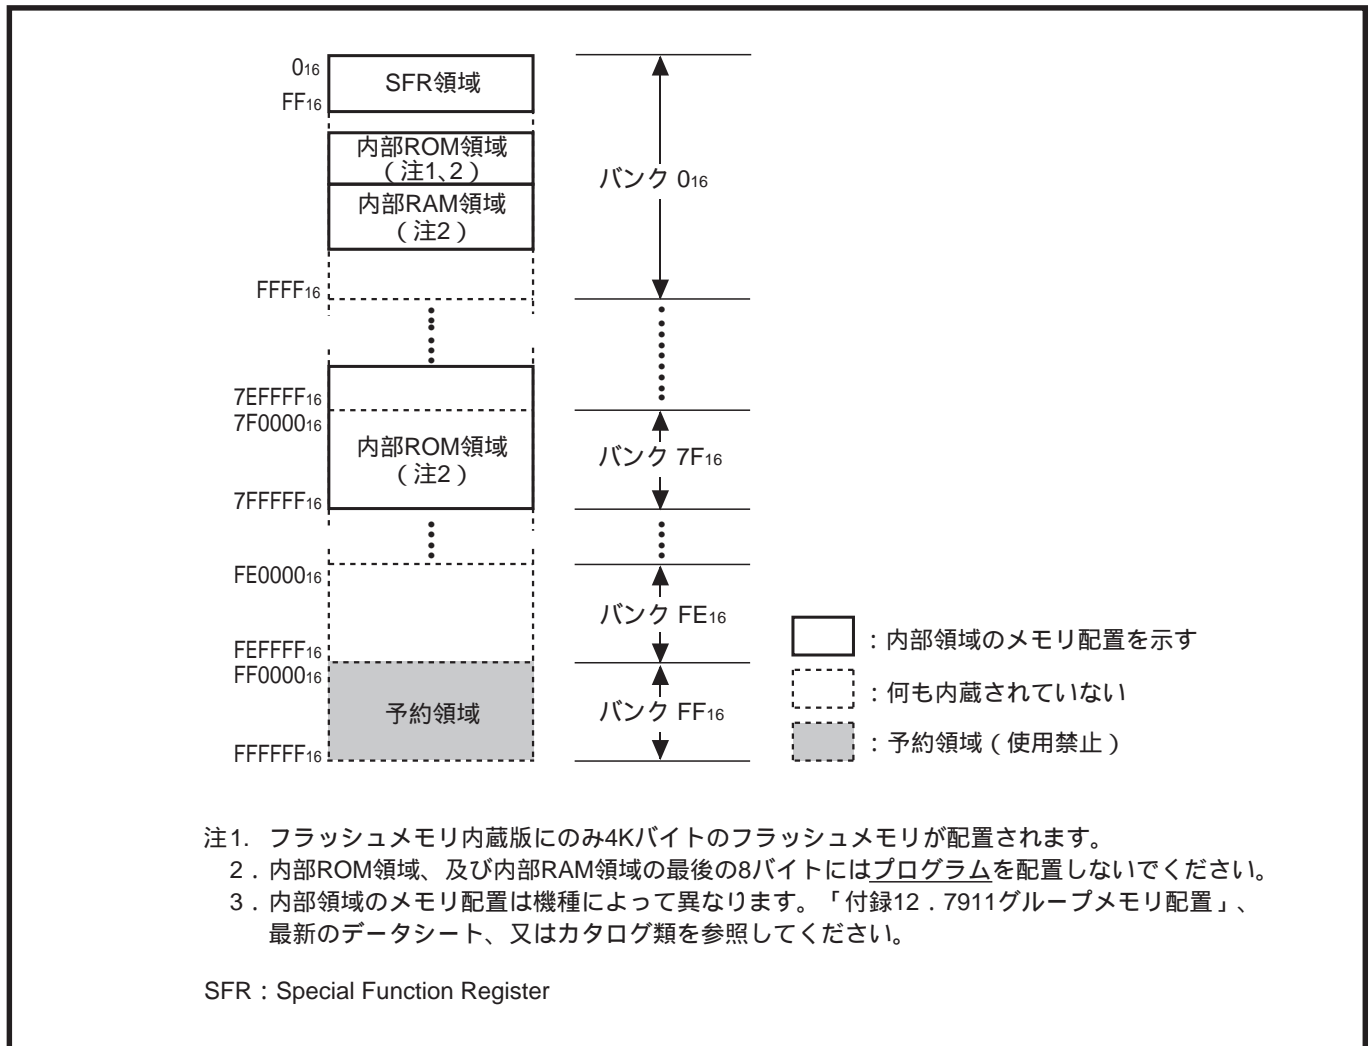 016
SFR領域
FF16
内部ROM領域
(注1、2)
内部RAM領域
(注2)
バンク 016
FFFF16
7EFFFF16
7F000016
内部ROM領域
(注2)
バンク 7F16
7FFFFF16
FE000016
バンク FE16
FEFFFF16
FF000016
予約領域
バンク FF16
FFFFFF16
:内部領域のメモリ配置を示す
:何も内蔵されていない
:予約領域(使用禁止)
注1. フラッシュメモリ内蔵版にのみ4Kバイトのフラッシュメモリが配置されます。
2.内部ROM領域、及び内部RAM領域の最後の8バイトにはプログラムを配置しないでください。
3.内部領域のメモリ配置は機種によって異なります。「付録12.7911グループメモリ配置」、
最新のデータシート、又はカタログ類を参照してください。
SFR:Special Function Register